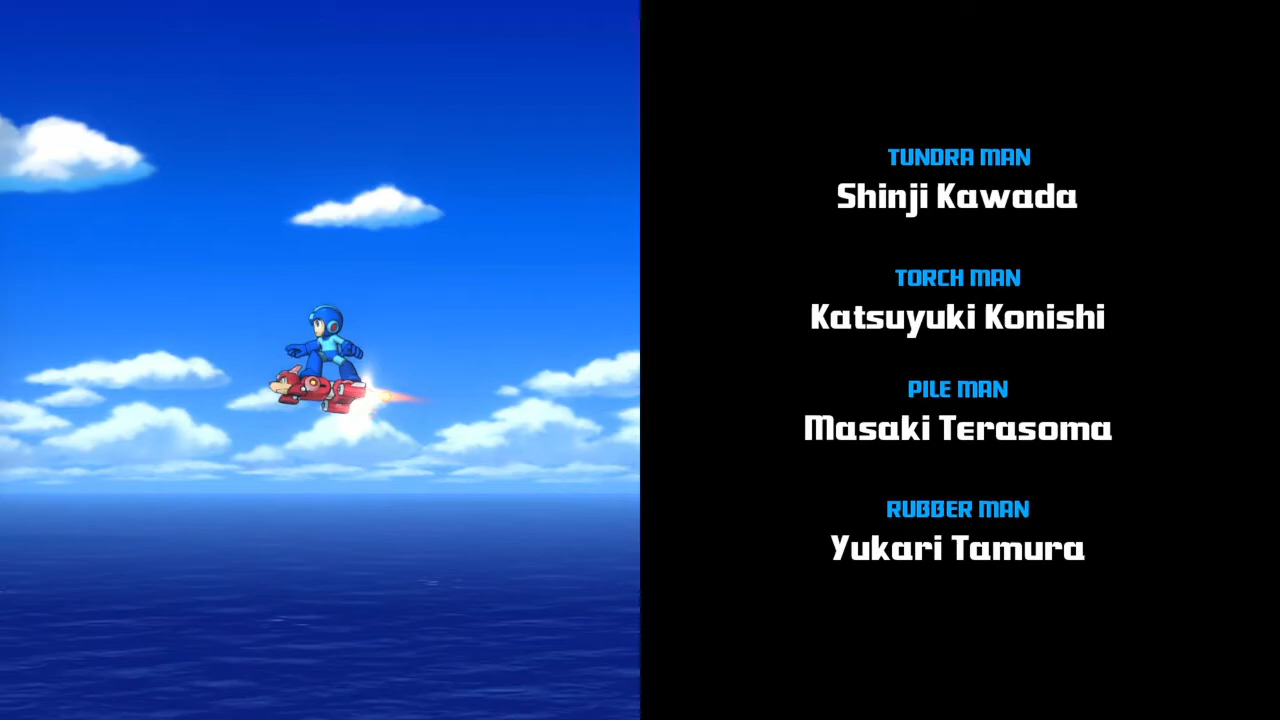 TUNDRA MAN
Shinji Kawada
TORCH MAN
Katsuyuki Konishi
PILE MAN
Masaki Terasoma
RUBBER MAN
Yukari Tamura